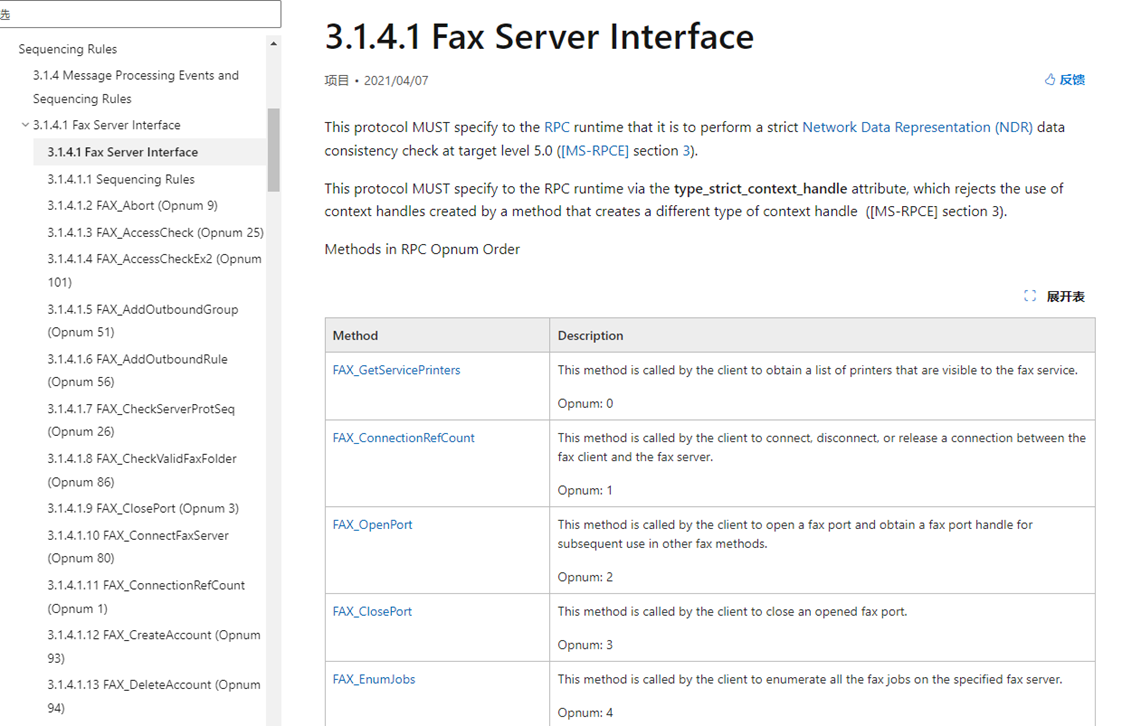 选
Sequencing Rules
3.1.4 Message Processing Events and
Sequencing Rules
3.1.4.1 Fax Server Interface
3.1.4.1 Fax Server Interface
3.1.4.1.1 Sequencing Rules
3.1.4.1.2 FAX_Abort (Opnum 9)
3.1.4.1.3 FAX_AccessCheck (Opnum 25)
3.1.4.1.4 FAX_AccessCheckEx2 (Opnum
101)
3.1.4.1.5 FAX_AddOutboundGroup
(Opnum 51)
3.1.4.1.6 FAX_AddOutboundRule
(Opnum 56)
3.1.4.1.7 FAX_CheckServerProtSeq
(Opnum 26)
3.1.4.1.8 FAX_CheckValidFaxFolder
(Opnum 86)
3.1.4.1.9 FAX_ClosePort (Opnum 3)
3.1.4.1.10 FAX_ConnectFaxServer
(Opnum 80)
3.1.4.1.11 FAX_ConnectionRefCount
(Opnum 1)
3.1.4.1.12 FAX_CreateAccount (Opnum
93)
3.1.4.1.13 FAX_DeleteAccount (Opnum
94)
3.1.4.1 Fax Server Interface
项目 • 2021/04/07
反馈
This protocol MUST specify to the RPC runtime that it is to perform a strict Network Data Representation (NDR) data
consistency check at target level 5.0 ([MS-RPCE] section 3).
This protocol MUST specify to the RPC runtime via the type_strict_context_handle attribute, which rejects the use of
context handles created by a method that creates a different type of context handle ([MS-RPCE] section 3).
Methods in RPC Opnum Order
展开表
Method
Description
FAX_GetServicePrinters
This method is called by the client to obtain a list of printers that are visible to the fax service.
Opnum: 0
FAX_ConnectionRefCount
This method is called by the client to connect, disconnect, or release a connection between the
fax client and the fax server.
Opnum: 1
FAX_OpenPort
This method is called by the client to open a fax port and obtain a fax port handle for
subsequent use in other fax methods.
Opnum: 2
FAX_ClosePort
This method is called by the client to close an opened fax port.
Opnum: 3
FAX_EnumJobs
This method is called by the client to enumerate all the fax jobs on the specified fax server.
Opnum: 4